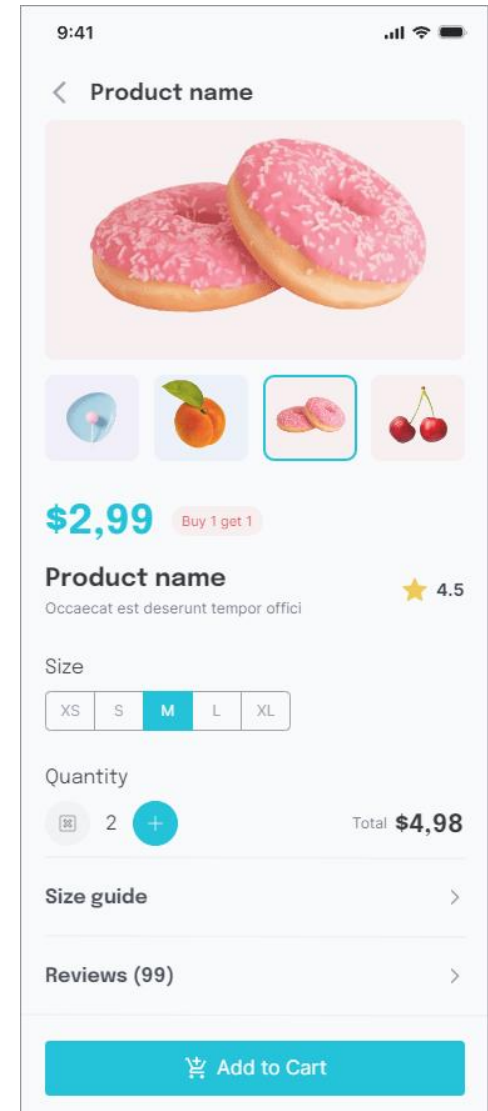 9:41
Product name
$2,99
Buy 1 get 1
Product name
4.5
Occaecat est deserunt tempor offici
Size
XS S M L XL
Quantity
2
Total $4,98
Size guide
Reviews (99)
Add to Cart